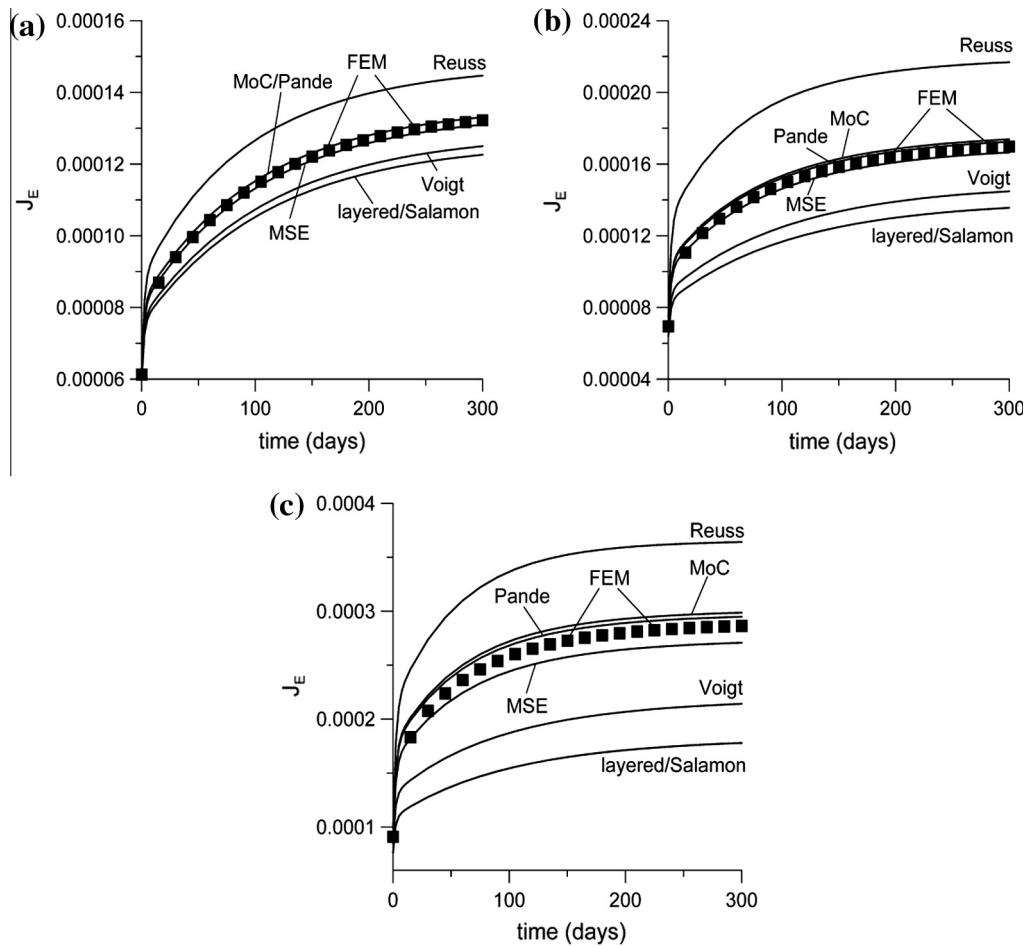 (a)
0.00016
0.00014
0.00012
0.00010
0.00008
0.00006
J_E
MoC/Pande
FEM
Reuss
Voigt
layered/Salamon
MSE
0 100 200 300
time (days)
(b)
0.00024
0.00020
0.00016
0.00012
0.00008
0.00004
J_E
Reuss
FEM
Pande
MoC
MSE
Voigt
layered/Salamon
0 100 200 300
time (days)
(c)
0.0004
0.0003
0.0002
0.0001
J_E
Reuss
MoC
FEM
Pande
MSE
Voigt
layered/Salamon
0 100 200 300
time (days)